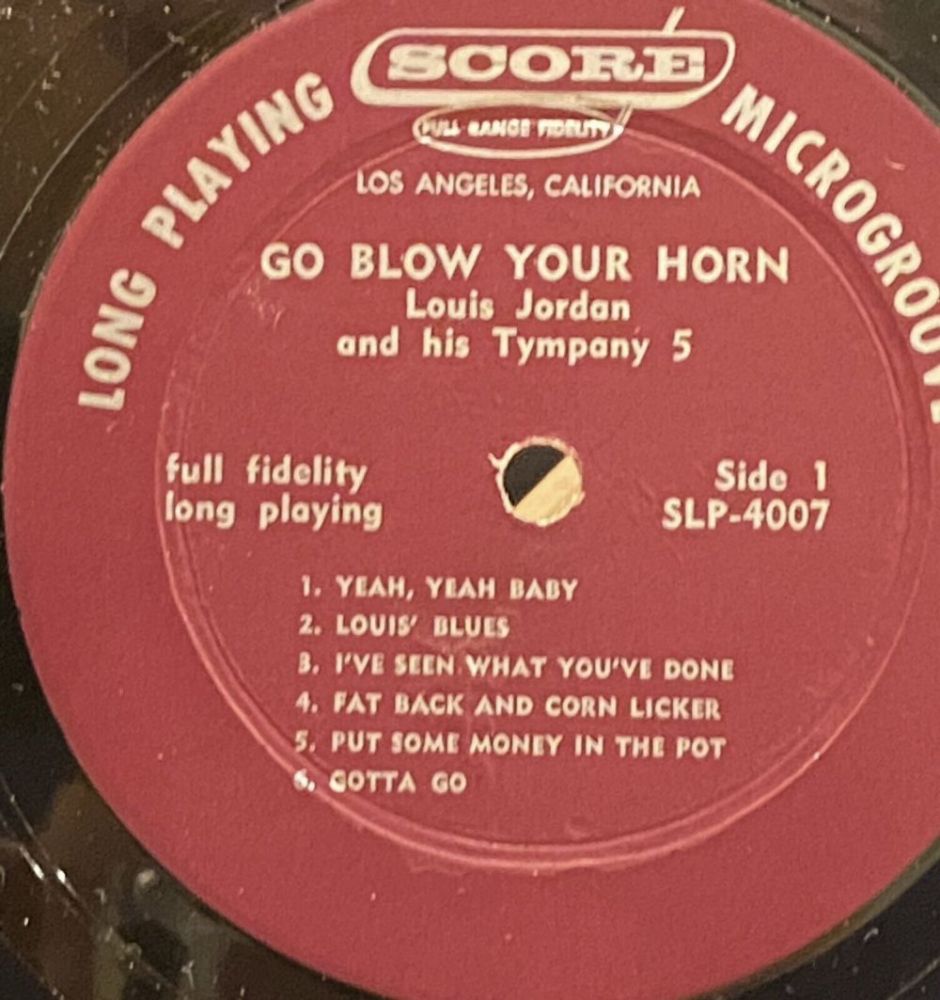 SCORE
FULL RANGE FIDELITY
LONG PLAYING MICROGROOVE
LOS ANGELES, CALIFORNIA
GO BLOW YOUR HORN
Louis Jordan
and his Tympany 5
full fidelity
long playing
Side 1
SLP-4007
1. YEAH, YEAH BABY
2. LOUIS' BLUES
3. I'VE SEEN WHAT YOU'VE DONE
4. FAT BACK AND CORN LICKER
5. PUT SOME MONEY IN THE POT
6. GOTTA GO